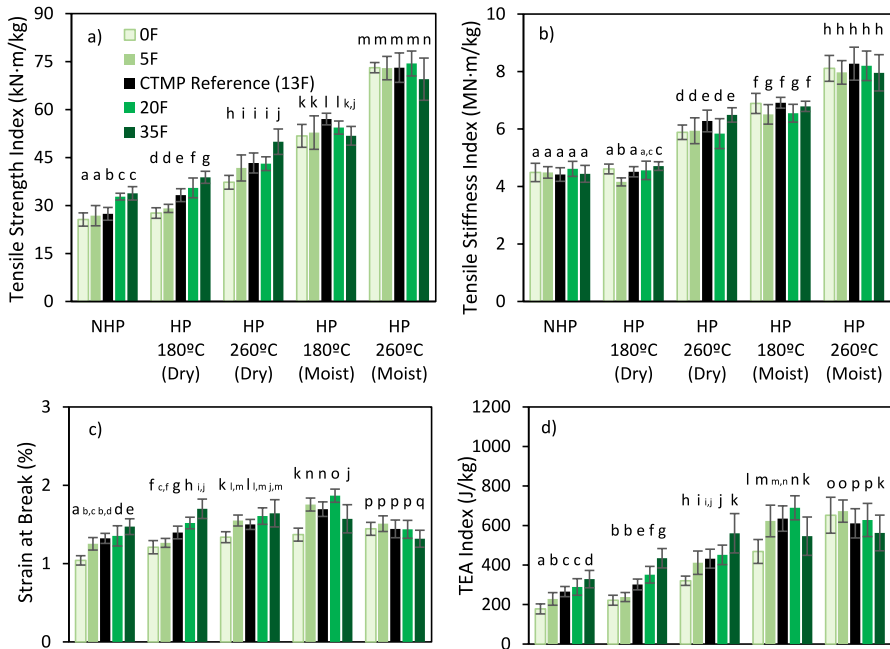 a)
0F
5F
CTMP Reference (13F)
20F
35F
Tensile Strength Index (kN·m/kg)
90
75
60
45
30
15
0
a a b c c
d d e f g
h i i i j
k k l l k,j
m m m m n
NHP
HP
180ºC
(Dry)
HP
260ºC
(Dry)
HP
180ºC
(Moist)
HP
260ºC
(Moist)
b)
Tensile Stiffness Index (MN·m/kg)
10
8
6
4
2
0
a a a a a
a b a a,c c
d d e d e
f g f g f
h h h h h
NHP
HP
180ºC
(Dry)
HP
260ºC
(Dry)
HP
180ºC
(Moist)
HP
260ºC
(Moist)
c)
Strain at Break (%)
3
2
1
0
a b,c b,d d e
f c,f g h i,j
k l,m l l,m j,m
k n n o j
p p p p q
d)
TEA Index (J/kg)
1200
1000
800
600
400
200
0
a b c c d
b b e f g
h i i,j j k
l m m,n n k
o o p p k